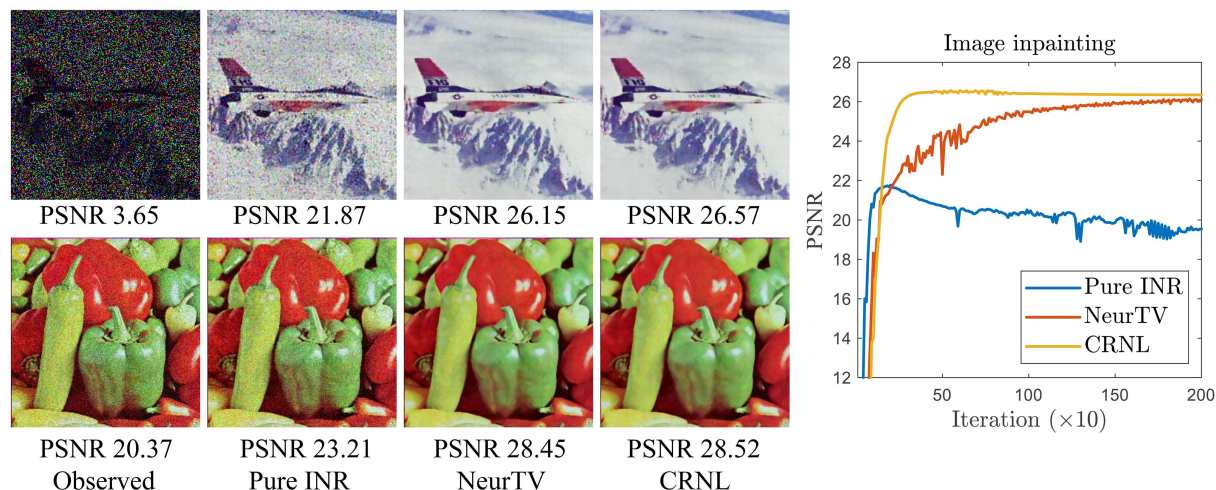 PSNR 3.65 PSNR 21.87 PSNR 26.15 PSNR 26.57
PSNR 20.37 PSNR 23.21 PSNR 28.45 PSNR 28.52
Observed Pure INR NeurTV CRNL
Image inpainting
PSNR
28
26
24
22
20
18
16
14
12
Pure INR
NeurTV
CRNL
50 100 150 200
Iteration (×10)